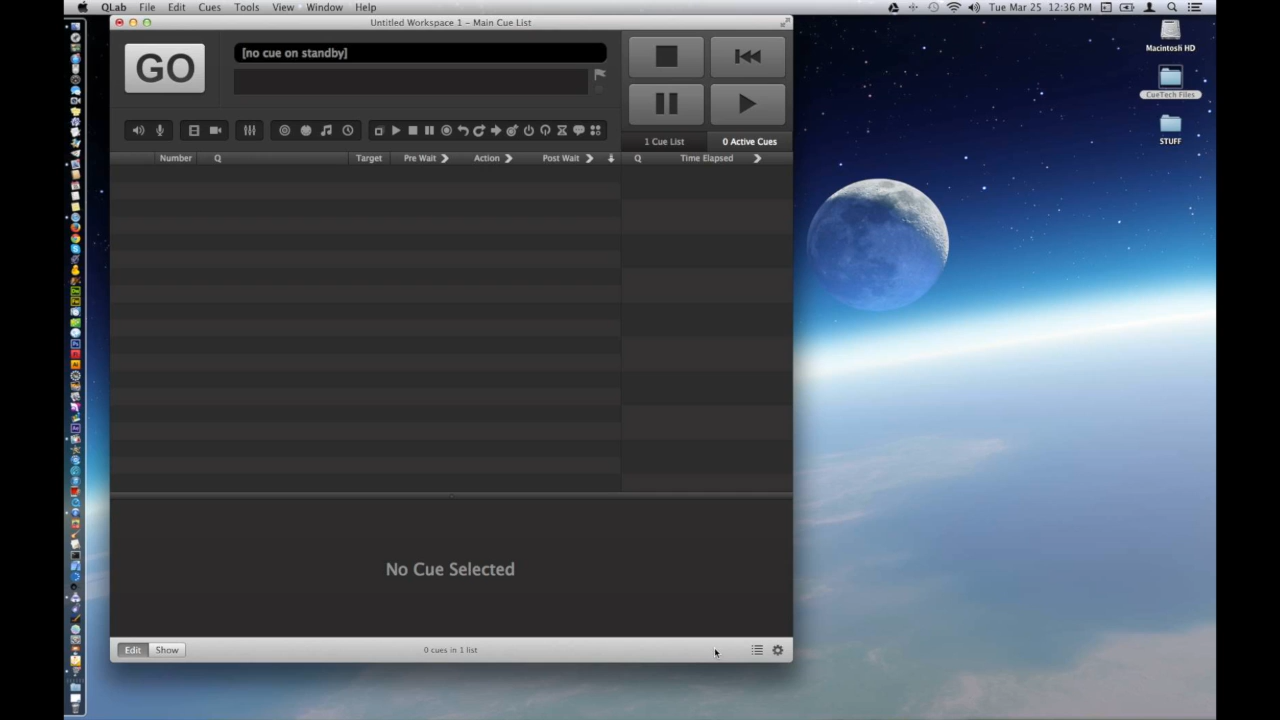 QLab File Edit Cues Tools View Window Help Tue Mar 25 12:36 PM
Untitled Workspace 1 – Main Cue List
GO
[no cue on standby]
1 Cue List 0 Active Cues
Number Q Target Pre Wait Action Post Wait Q Time Elapsed
No Cue Selected
Edit Show 0 cues in 1 list
Macintosh HD
CueTech Files
STUFF